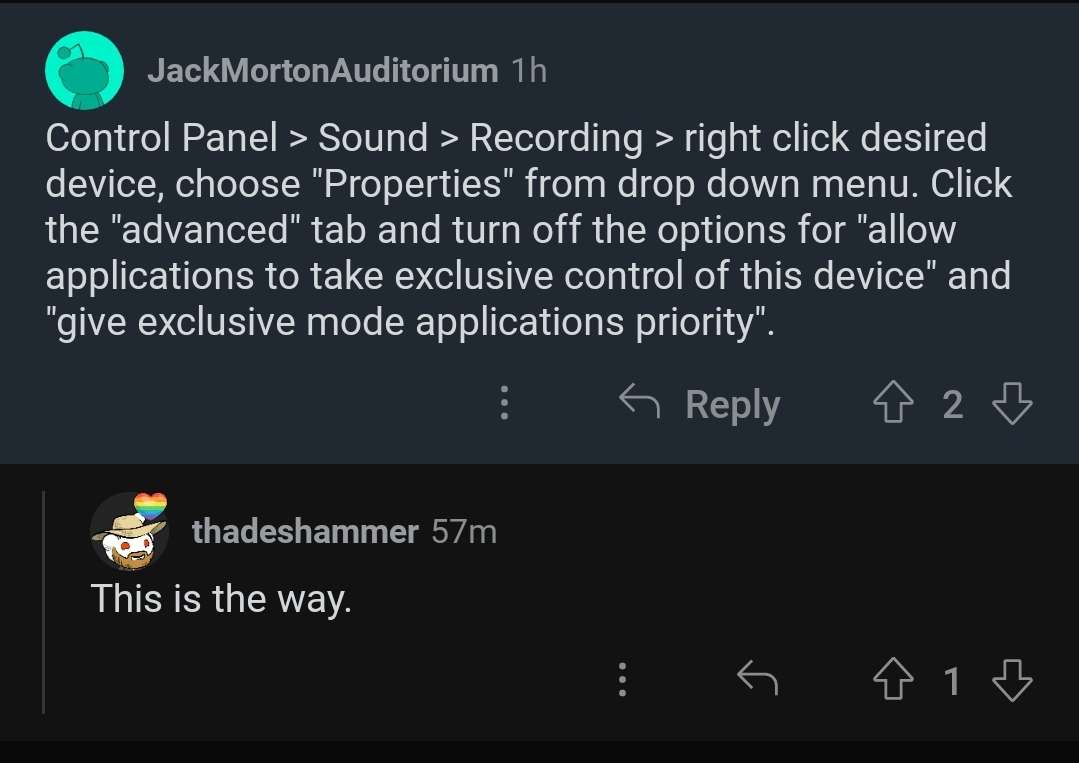 JackMortonAuditorium 1h
Control Panel > Sound > Recording > right click desired
device, choose "Properties" from drop down menu. Click
the "advanced" tab and turn off the options for "allow
applications to take exclusive control of this device" and
"give exclusive mode applications priority".
Reply 2
thadeshammer 57m
This is the way.
1